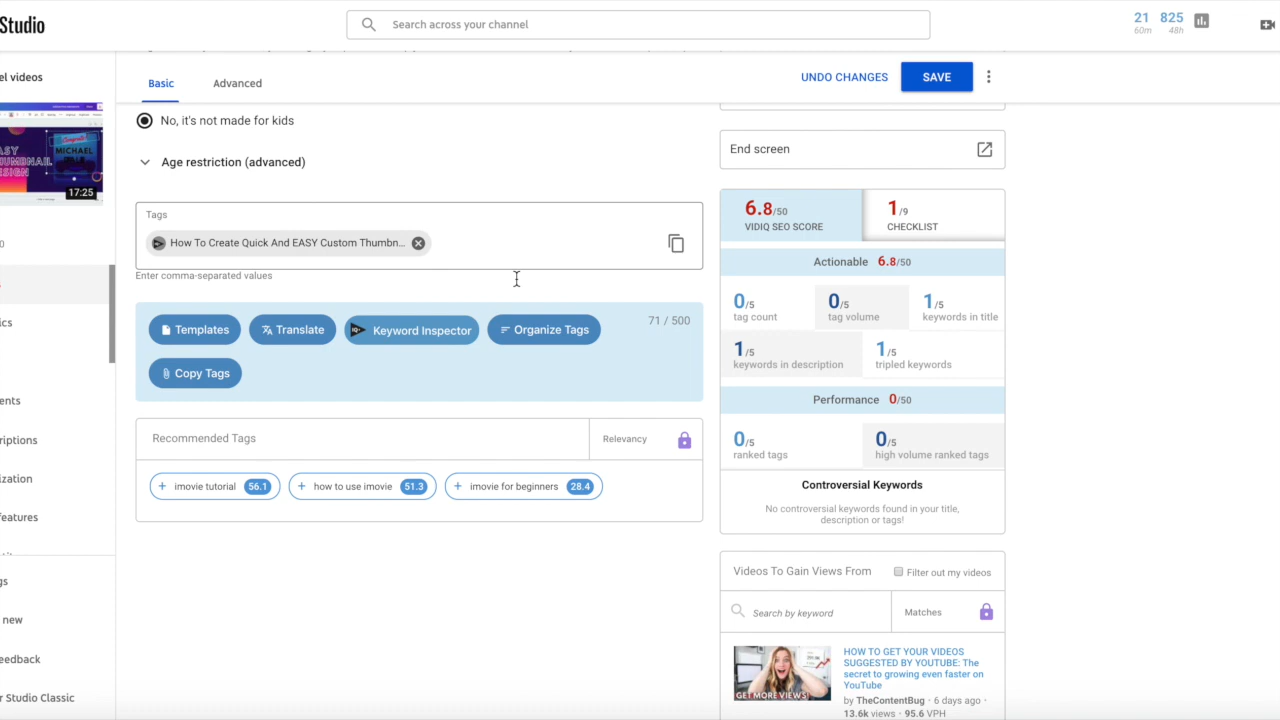 Studio
Search across your channel
21 825
60m 48h
el videos
Basic
Advanced
UNDO CHANGES
SAVE
No, it's not made for kids
Age restriction (advanced)
End screen
ASY
THUMBNAIL
DESIGN
MICHAEL
17:25
Tags
How To Create Quick And EASY Custom Thumbn...
Enter comma-separated values
Templates
Translate
Keyword Inspector
Organize Tags
71 / 500
Copy Tags
Recommended Tags
Relevancy
+ imovie tutorial 56.1
+ how to use imovie 51.3
+ imovie for beginners 28.4
6.8/50
VIDIQ SEO SCORE
1/9
CHECKLIST
Actionable 6.8/50
0/5
tag count
0/5
tag volume
1/5
keywords in title
1/5
keywords in description
1/5
tripled keywords
Performance 0/50
0/5
ranked tags
0/5
high volume ranked tags
Controversial Keywords
No controversial keywords found in your title,
description or tags!
Videos To Gain Views From
Filter out my videos
Search by keyword
Matches
GET MORE VIEWS!
HOW TO GET YOUR VIDEOS
SUGGESTED BY YOUTUBE: The
secret to growing even faster on
YouTube
by TheContentBug · 6 days ago ·
13.6k views · 95.6 VPH
0
s
ics
ents
riptions
ization
features
gs
new
eedback
r Studio Classic